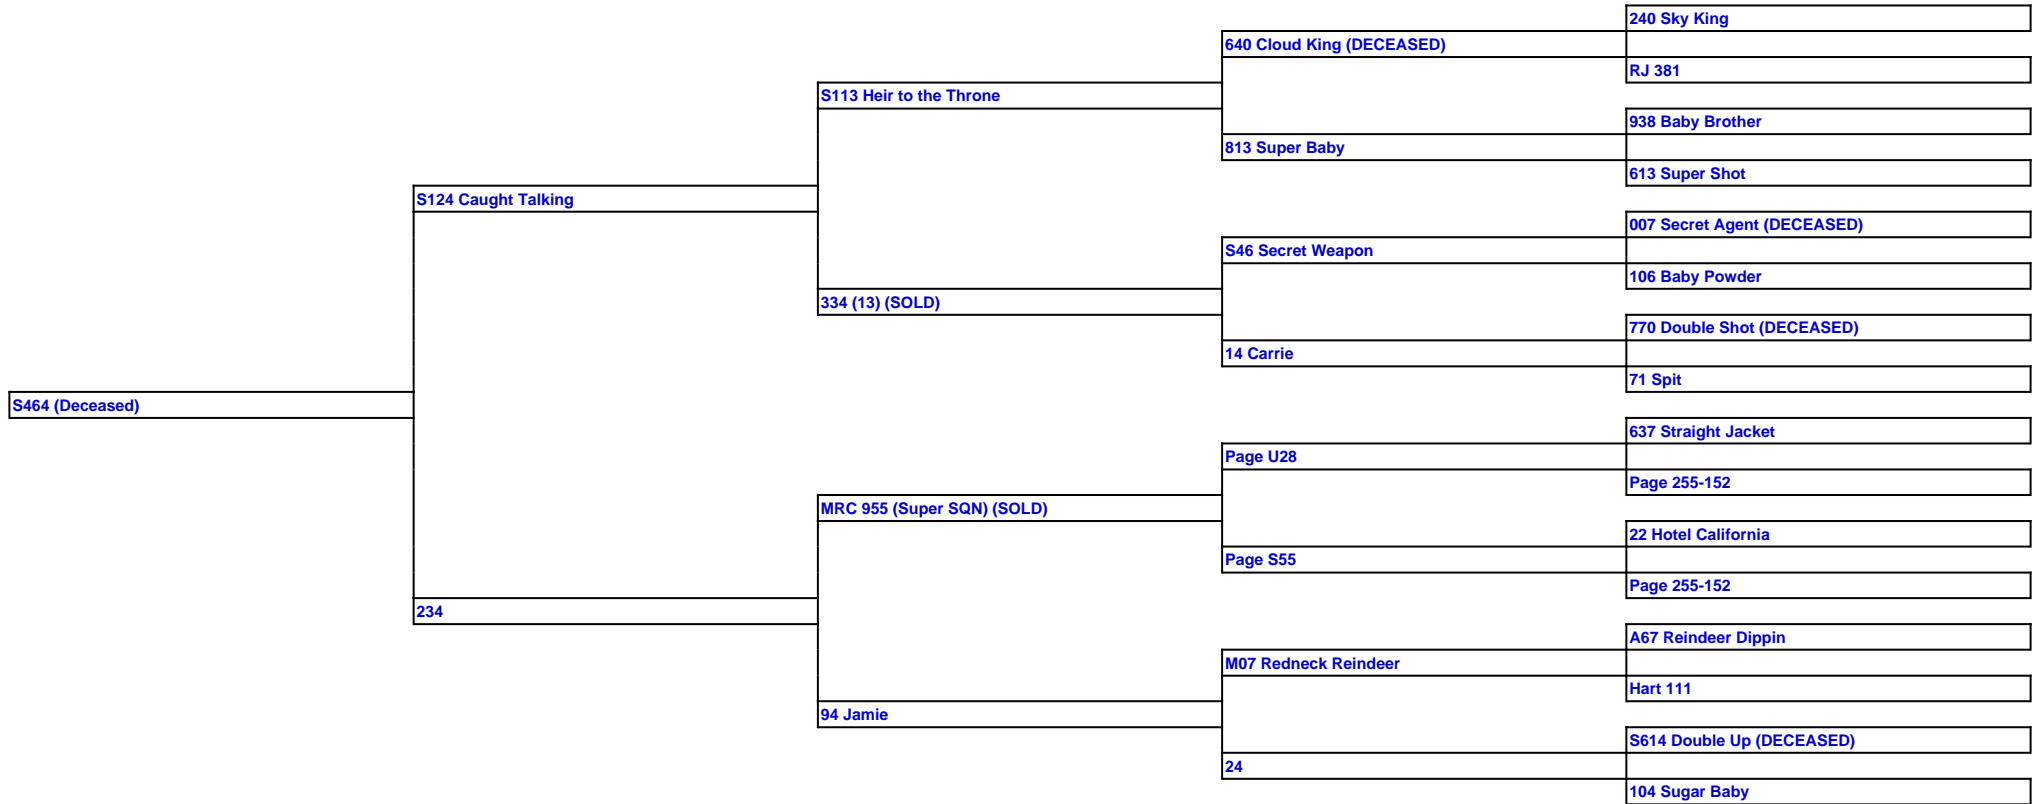 240 Sky King
640 Cloud King (DECEASED)
RJ 381
S113 Heir to the Throne
938 Baby Brother
813 Super Baby
613 Super Shot
S124 Caught Talking
007 Secret Agent (DECEASED)
S46 Secret Weapon
106 Baby Powder
334 (13) (SOLD)
770 Double Shot (DECEASED)
14 Carrie
71 Spit
S464 (Deceased)
637 Straight Jacket
Page U28
Page 255-152
MRC 955 (Super SQN) (SOLD)
22 Hotel California
Page S55
Page 255-152
234
A67 Reindeer Dippin
M07 Redneck Reindeer
Hart 111
94 Jamie
S614 Double Up (DECEASED)
24
104 Sugar Baby